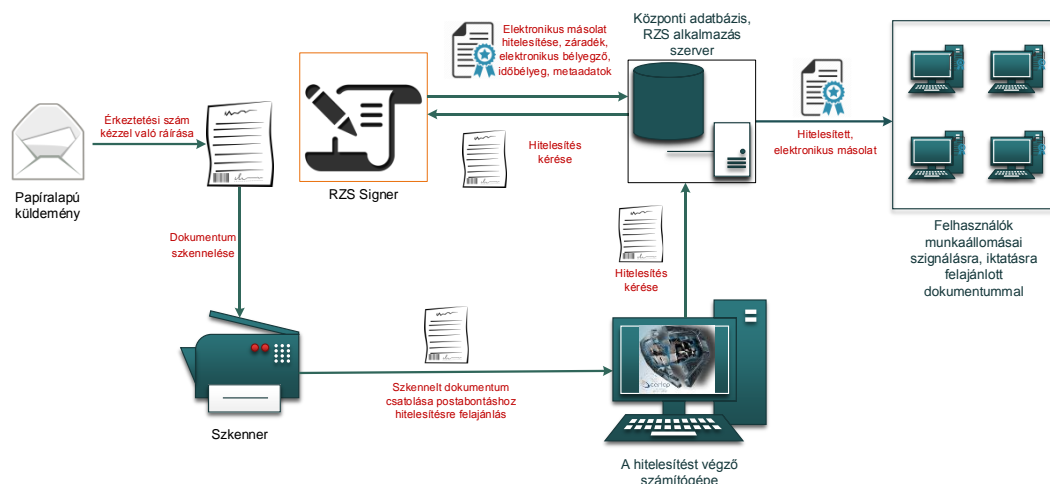 Elektronikus másolat
hitelesítése, záradék,
elektronikus bélyegző,
időbélyeg, metaadatok
Központi adatbázis,
RZS alkalmazás
szerver
Érkeztetési szám
kézzel való ráírása
Papíralapú
küldemény
RZS Signer
Hitelesítés
kérése
Hitelesített,
elektronikus másolat
Felhasználók
munkaállomásai
szignálásra, iktatásra
felajánlott
dokumentummal
Dokumentum
szkennelése
Hitelesítés
kérése
Szkennelt dokumentum
csatolása postabontáshoz
hitelesítésre felajánlás
Szkenner
A hitelesítést végző
számítógépe